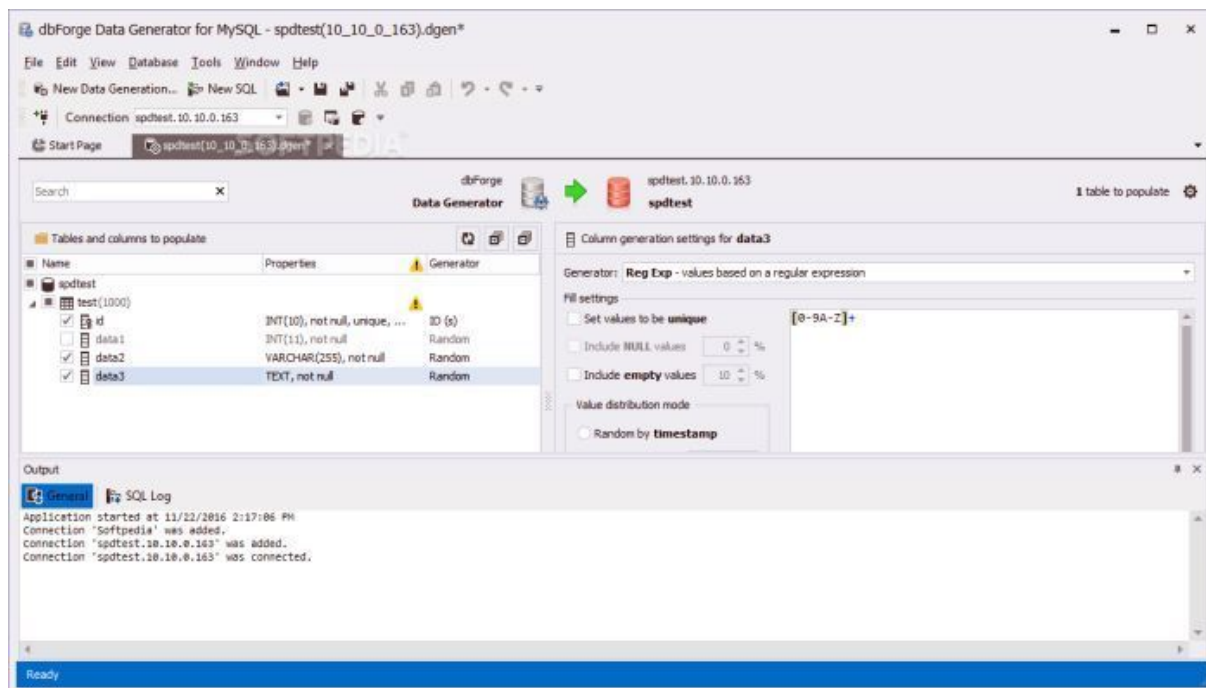 dbForge Data Generator for MySQL - spdtest(10_10_0_163).dgen*
File Edit View Database Tools Window Help
New Data Generation... New SQL
Connection spdtest.10.10.0.163
Start Page spdtest(10_10_0_163).dgen*
SOFTPEDIA
Search
dbForge
Data Generator
spdtest.10.10.0.163
spdtest
1 table to populate
Tables and columns to populate
Name Properties Generator
spdtest
test(1000)
id INT(10), not null, unique, ... ID (s)
data1 INT(11), not null Random
data2 VARCHAR(255), not null Random
data3 TEXT, not null Random
Column generation settings for data3
Generator: Reg Exp - values based on a regular expression
Fill settings
Set values to be unique
Include NULL values 0 %
Include empty values 10 %
Value distribution mode
Random by timestamp
[0-9A-Z]+
Output
General SQL Log
Application started at 11/22/2016 2:17:06 PM
Connection 'Softpedia' was added.
Connection 'spdtest.10.10.0.163' was added.
Connection 'spdtest.10.10.0.163' was connected.
Ready